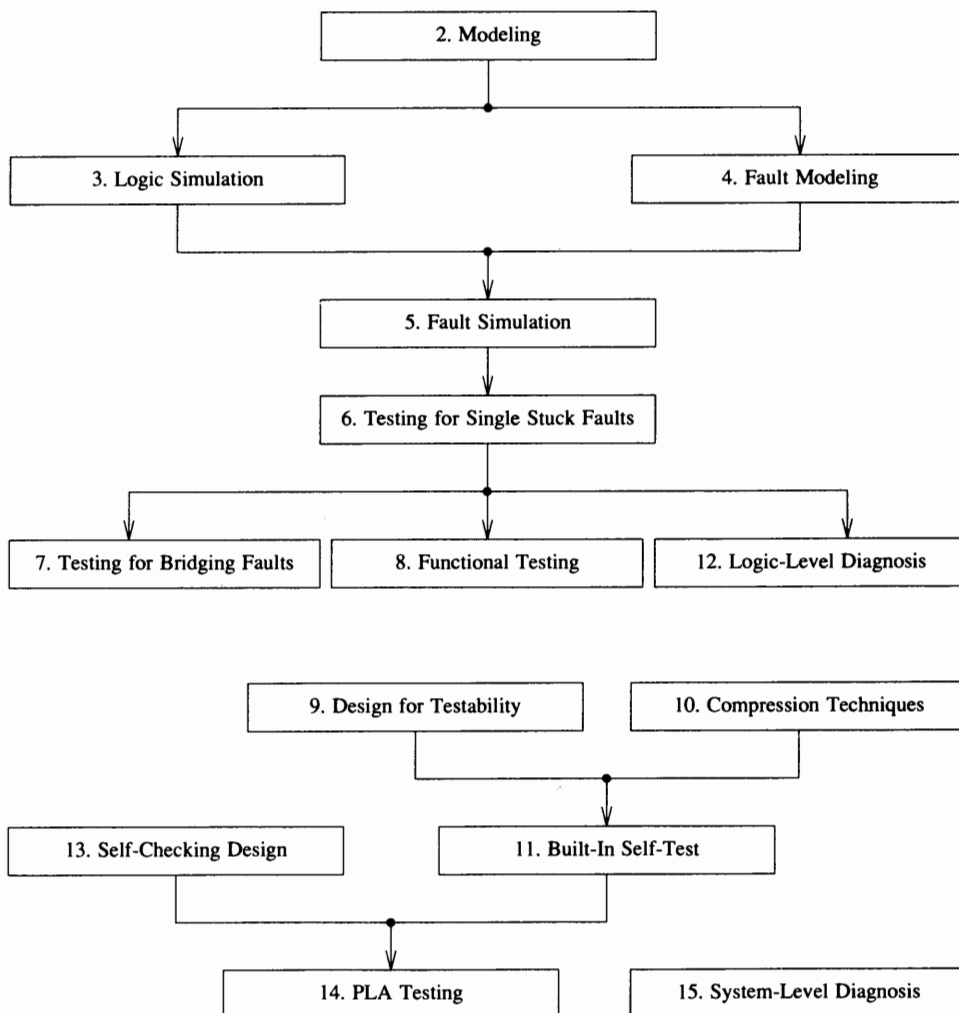 2. Modeling
3. Logic Simulation
4. Fault Modeling
5. Fault Simulation
6. Testing for Single Stuck Faults
7. Testing for Bridging Faults
8. Functional Testing
12. Logic-Level Diagnosis
9. Design for Testability
10. Compression Techniques
13. Self-Checking Design
11. Built-In Self-Test
14. PLA Testing
15. System-Level Diagnosis